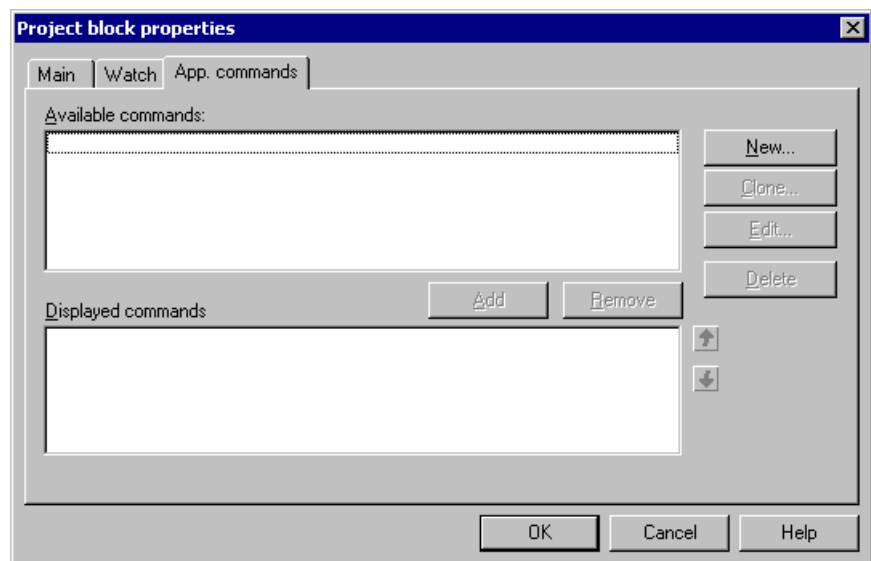 Project block properties
Main Watch App. commands
Available commands:
New...
Clone...
Edit...
Delete
Add Remove
Displayed commands
OK Cancel Help